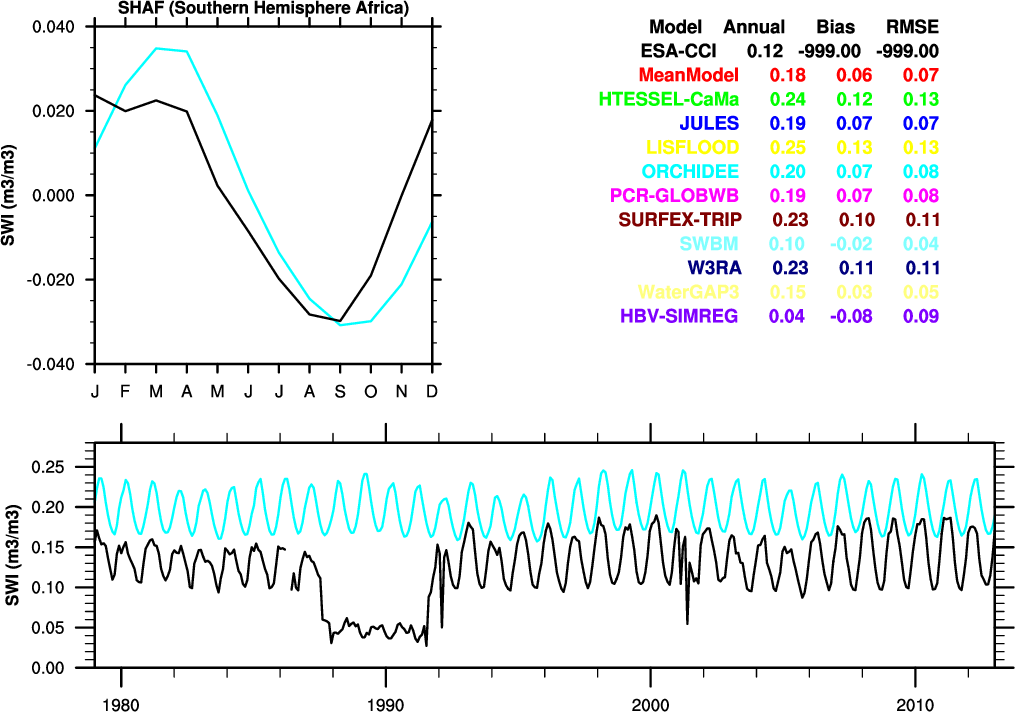 SHAF (Southern Hemisphere Africa)
0.040
0.020
0.000
-0.020
-0.040
SWI (m3/m3)
J F M A M J J A S O N D
Model Annual Bias RMSE
ESA-CCI 0.12 -999.00 -999.00
MeanModel 0.18 0.06 0.07
HTESSEL-CaMa 0.24 0.12 0.13
JULES 0.19 0.07 0.07
LISFLOOD 0.25 0.13 0.13
ORCHIDEE 0.20 0.07 0.08
PCR-GLOBWB 0.19 0.07 0.08
SURFEX-TRIP 0.23 0.10 0.11
SWBM 0.10 -0.02 0.04
W3RA 0.23 0.11 0.11
WaterGAP3 0.15 0.03 0.05
HBV-SIMREG 0.04 -0.08 0.09
0.25
0.20
0.15
0.10
0.05
0.00
SWI (m3/m3)
1980 1990 2000 2010